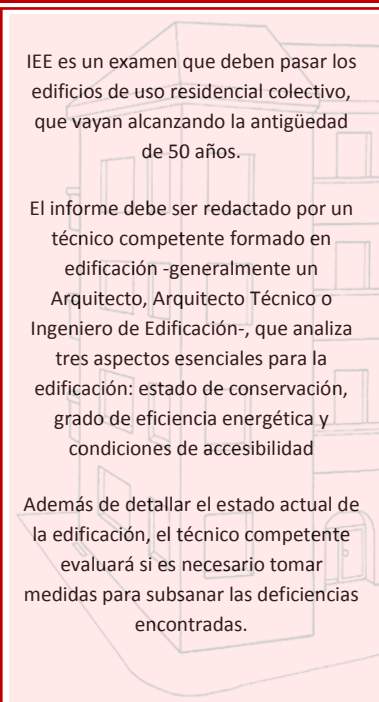 IEE es un examen que deben pasar los
edificios de uso residencial colectivo,
que vayan alcanzando la antigüedad
de 50 años.
El informe debe ser redactado por un
técnico competente formado en
edificación -generalmente un
Arquitecto, Arquitecto Técnico o
Ingeniero de Edificación-, que analiza
tres aspectos esenciales para la
edificación: estado de conservación,
grado de eficiencia energética y
condiciones de accesibilidad
Además de detallar el estado actual de
la edificación, el técnico competente
evaluará si es necesario tomar
medidas para subsanar las deficiencias
encontradas.